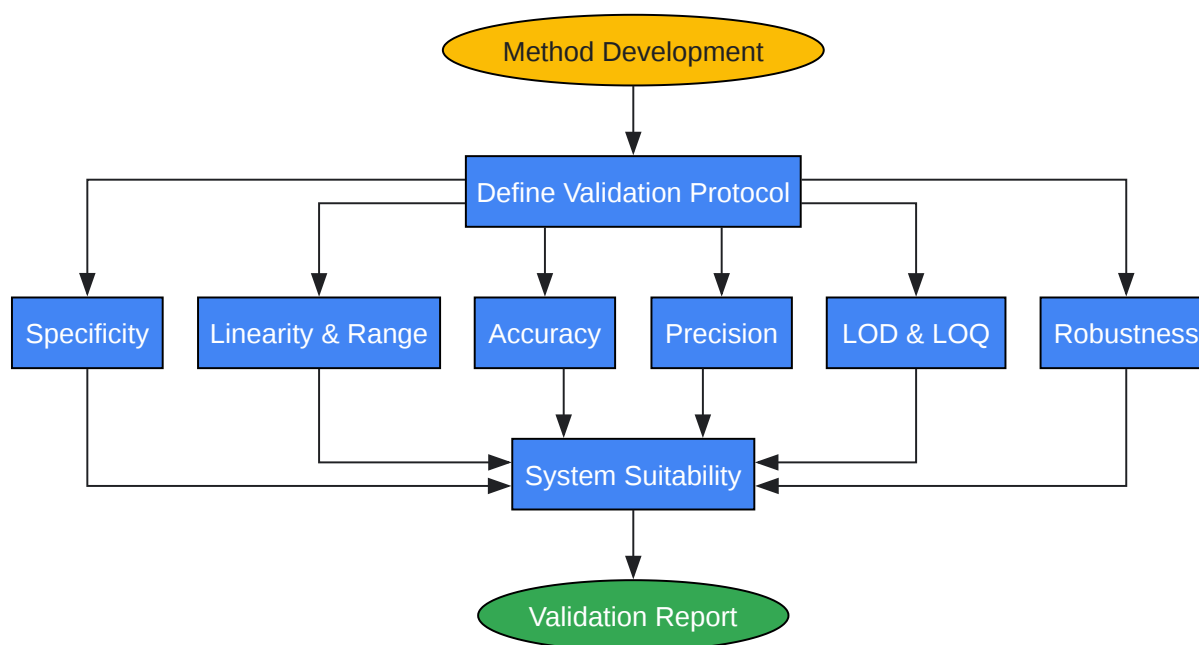 Method Development
Define Validation Protocol
Specificity
Linearity & Range
Accuracy
Precision
LOD & LOQ
Robustness
System Suitability
Validation Report